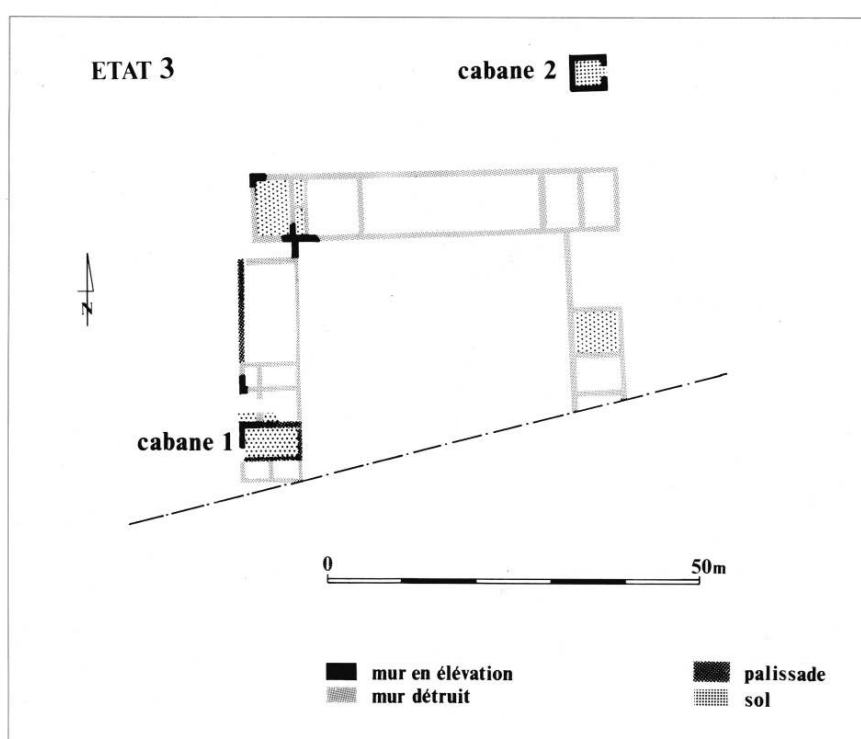 ETAT 3
cabane 2
N
cabane 1
0 50m
mur en élévation
mur détruit
palissade
sol